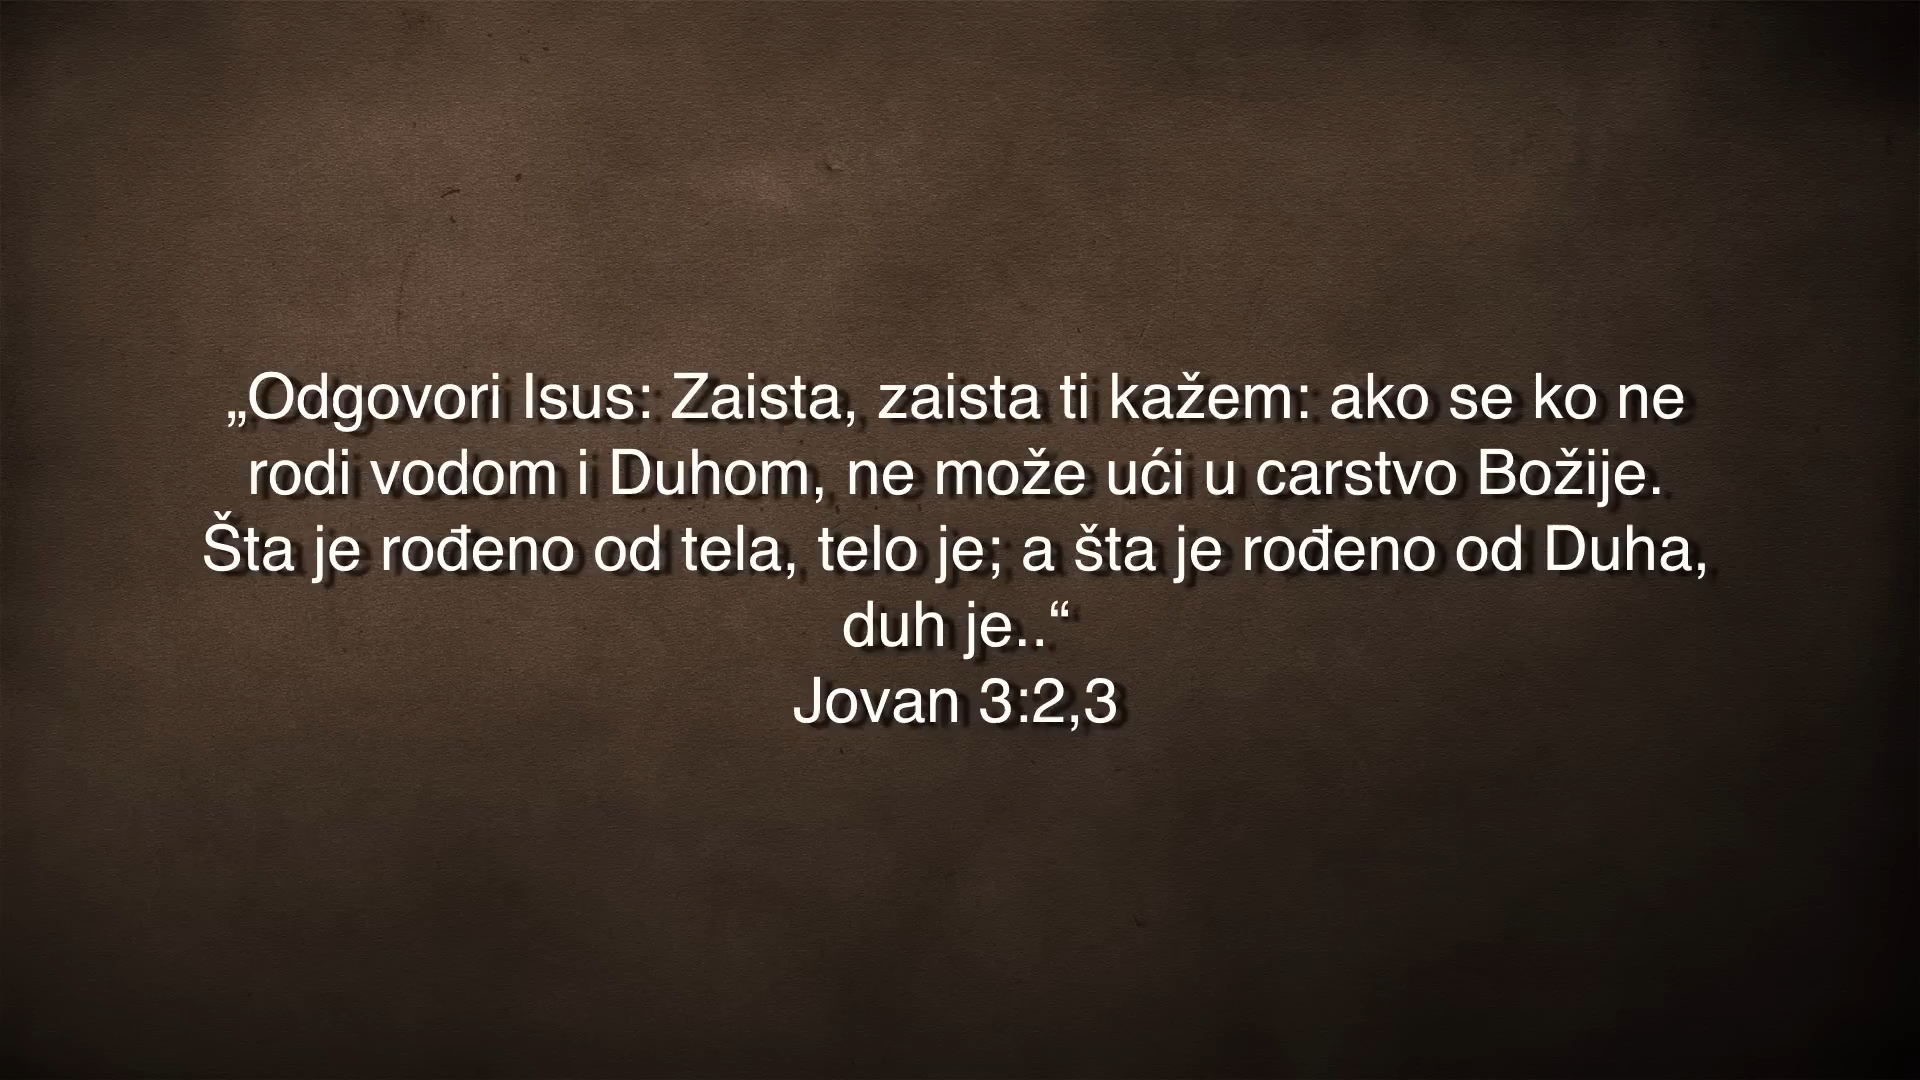 „Odgovori Isus: Zaista, zaista ti kažem: ako se ko ne
rodi vodom i Duhom, ne može ući u carstvo Božije.
Šta je rođeno od tela, telo je; a šta je rođeno od Duha,
duh je..“
Jovan 3:2,3